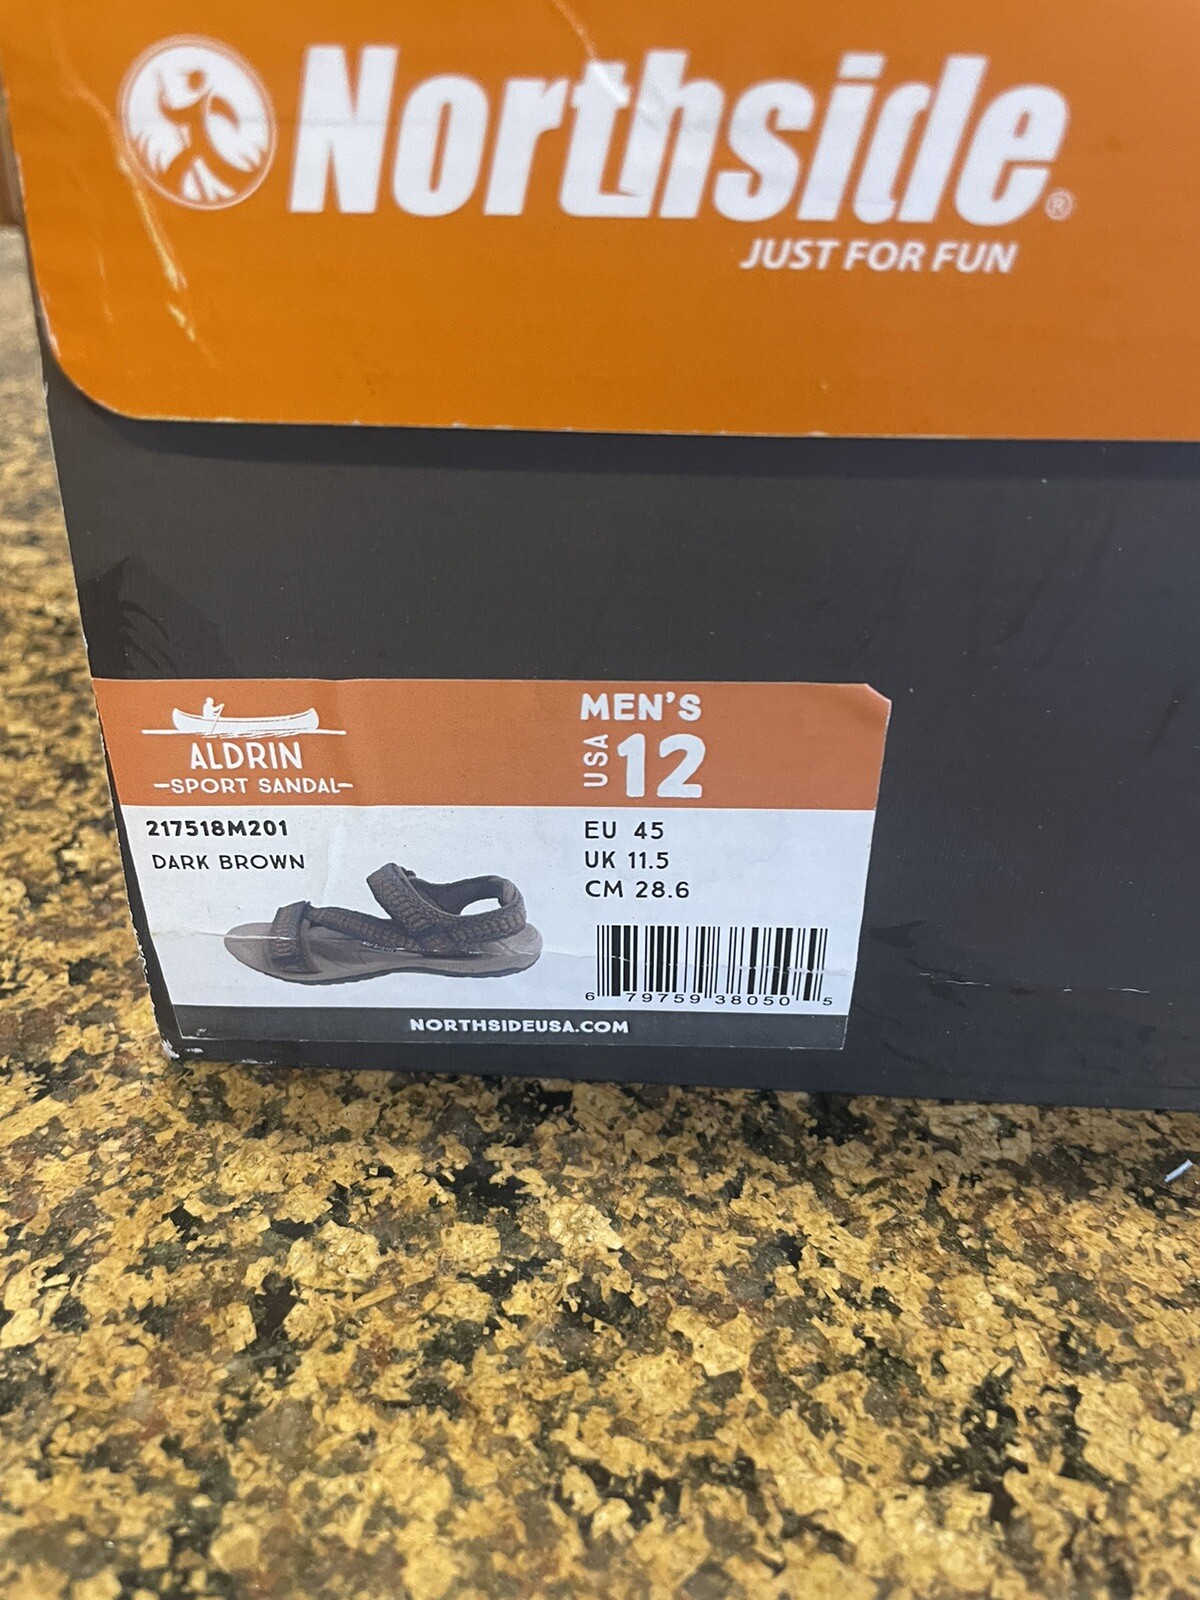 Northside®
JUST FOR FUN
ALDRIN
-SPORT SANDAL-
MEN'S
USA 12
217518M201
DARK BROWN
EU 45
UK 11.5
CM 28.6
6 79759 38050 5
NORTHSIDEUSA.COM